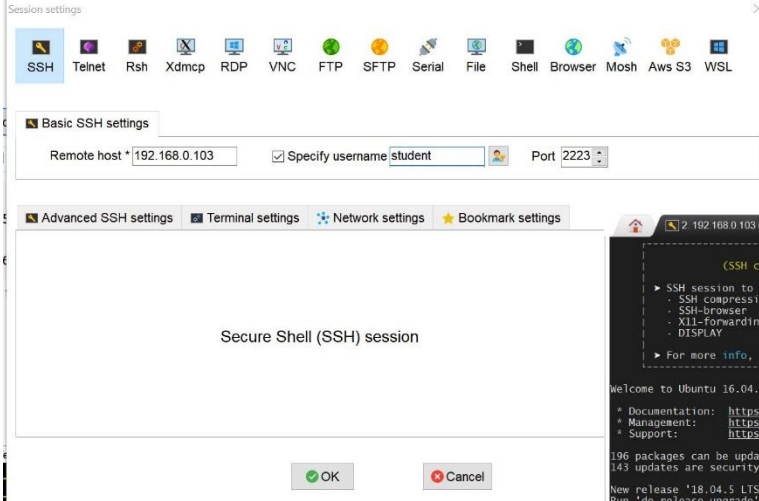 Session settings
SSH Telnet Rsh Xdmcp RDP VNC FTP SFTP Serial File Shell Browser Mosh Aws S3 WSL
Basic SSH settings
Remote host * 192.168.0.103 Specify username student Port 2223
Advanced SSH settings Terminal settings Network settings Bookmark settings
Secure Shell (SSH) session
OK Cancel
2. 192.168.0.103
(SSH c
➤ SSH session to
· SSH compressi
· SSH-browser
· X11-forwardin
· DISPLAY
➤ For more info,
Welcome to Ubuntu 16.04.
* Documentation: https
* Management: https
* Support: https
196 packages can be upda
143 updates are security
New release '18.04.5 LTS
Run 'do-release-upgrade'